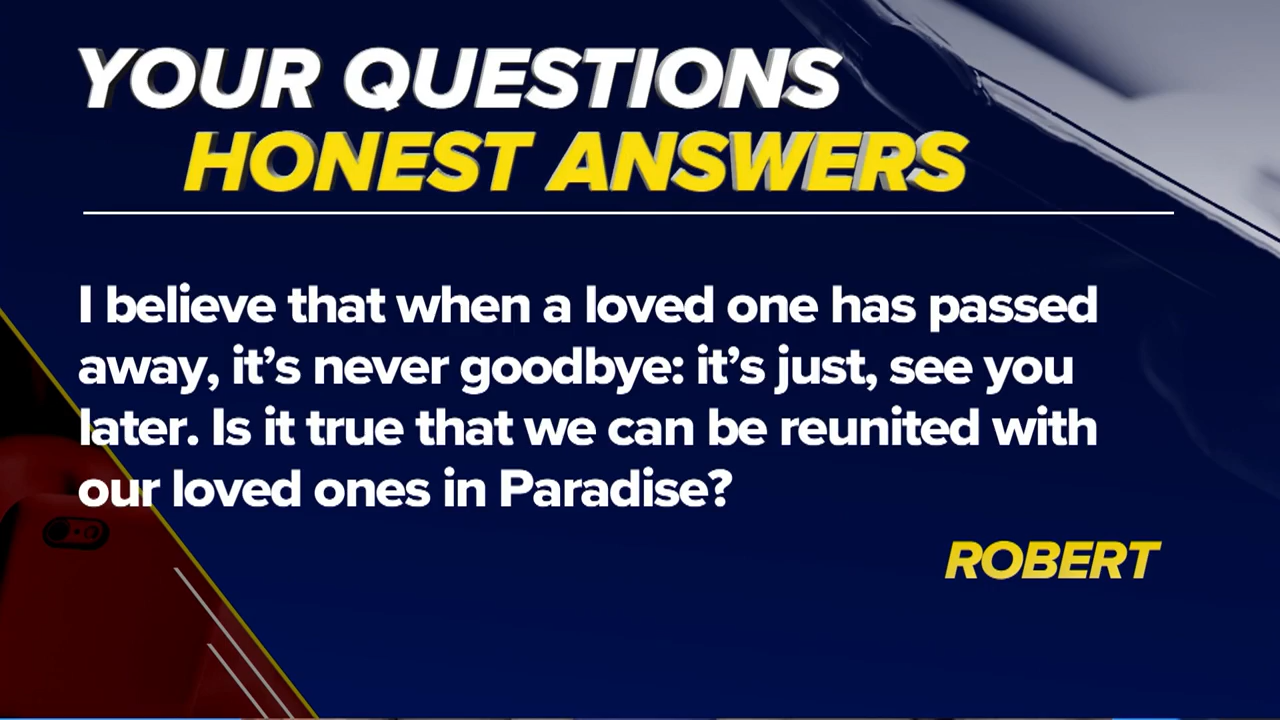 YOUR QUESTIONS
HONEST ANSWERS
I believe that when a loved one has passed
away, it’s never goodbye: it’s just, see you
later. Is it true that we can be reunited with
our loved ones in Paradise?
ROBERT